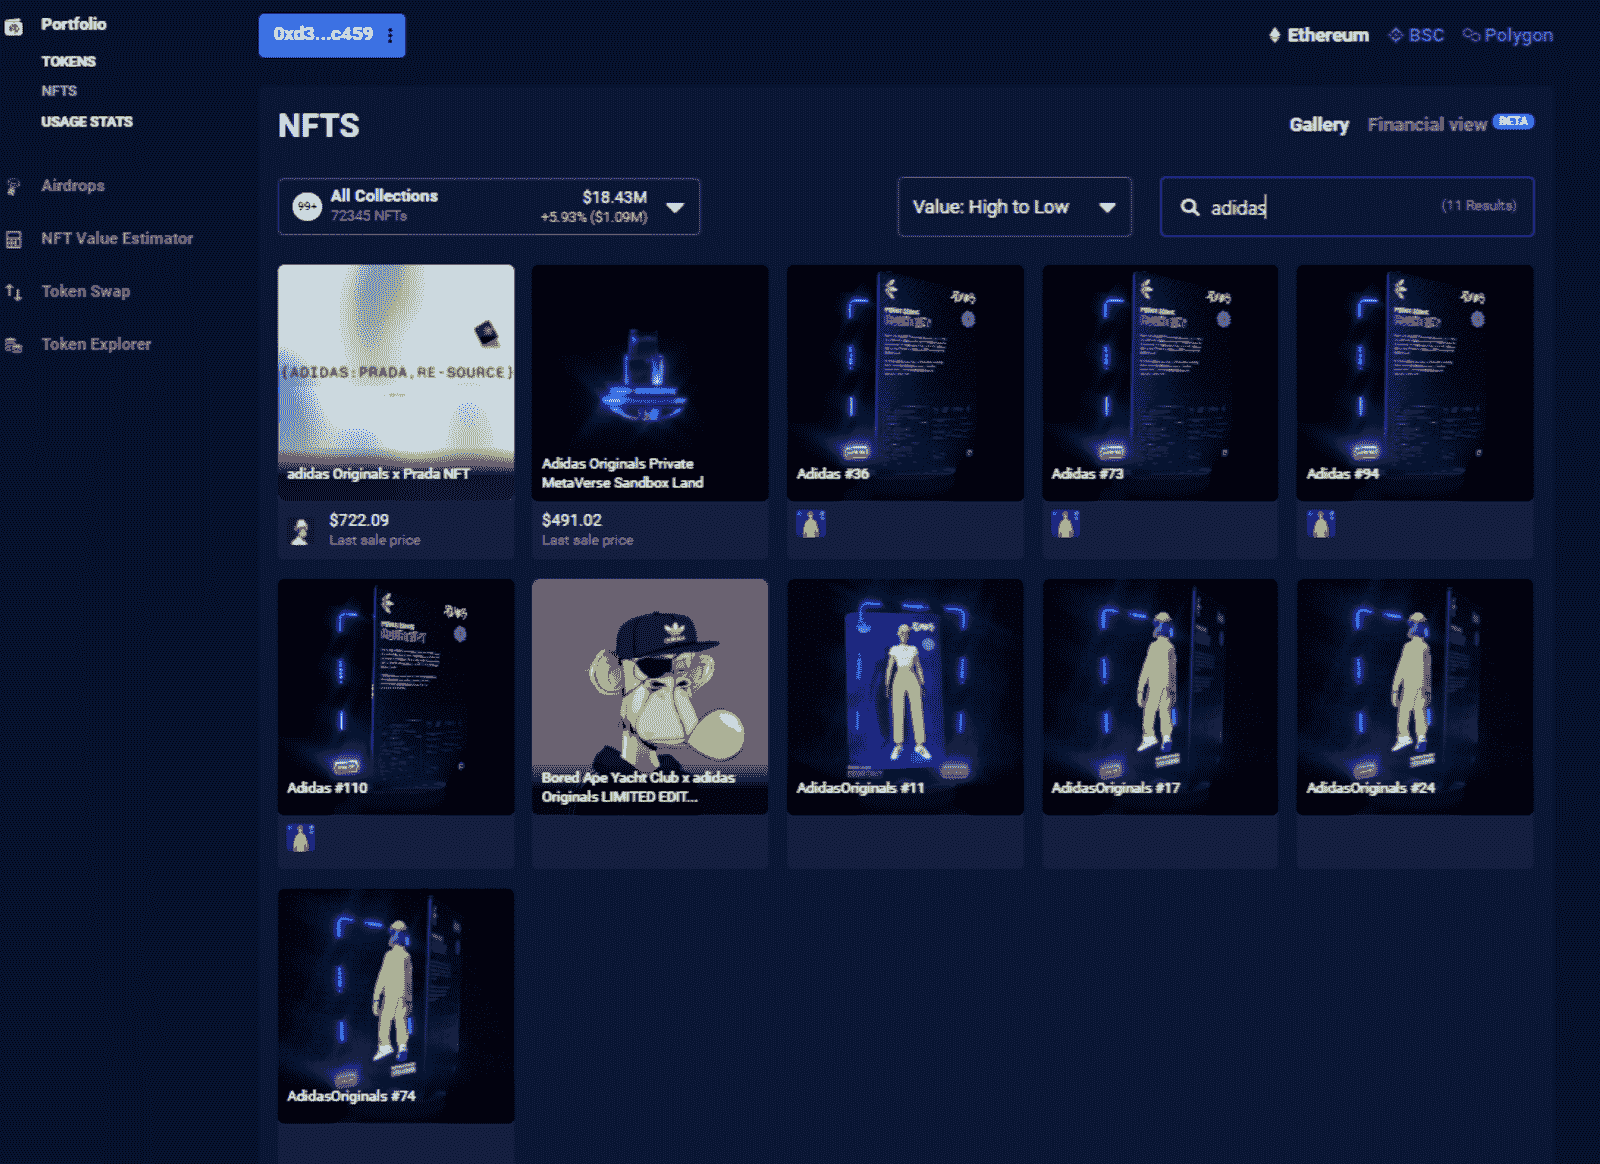 Portfolio
TOKENS
NFTS
USAGE STATS
Airdrops
NFT Value Estimator
Token Swap
Token Explorer
0xd3...c459
Ethereum BSC Polygon
NFTS
Gallery Financial view BETA
99+ All Collections $18.43M
72345 NFTs +5.93% ($1.09M)
Value: High to Low
adidas (11 Results)
{ADIDAS:PRADA,RE-SOURCE}
adidas Originals x Prada NFT
$722.09
Last sale price
Adidas Originals Private
MetaVerse Sandbox Land
$491.02
Last sale price
Adidas #36
Adidas #73
Adidas #94
Adidas #110
Bored Ape Yacht Club x adidas
Originals LIMITED EDIT...
AdidasOriginals #11
AdidasOriginals #17
AdidasOriginals #24
AdidasOriginals #74